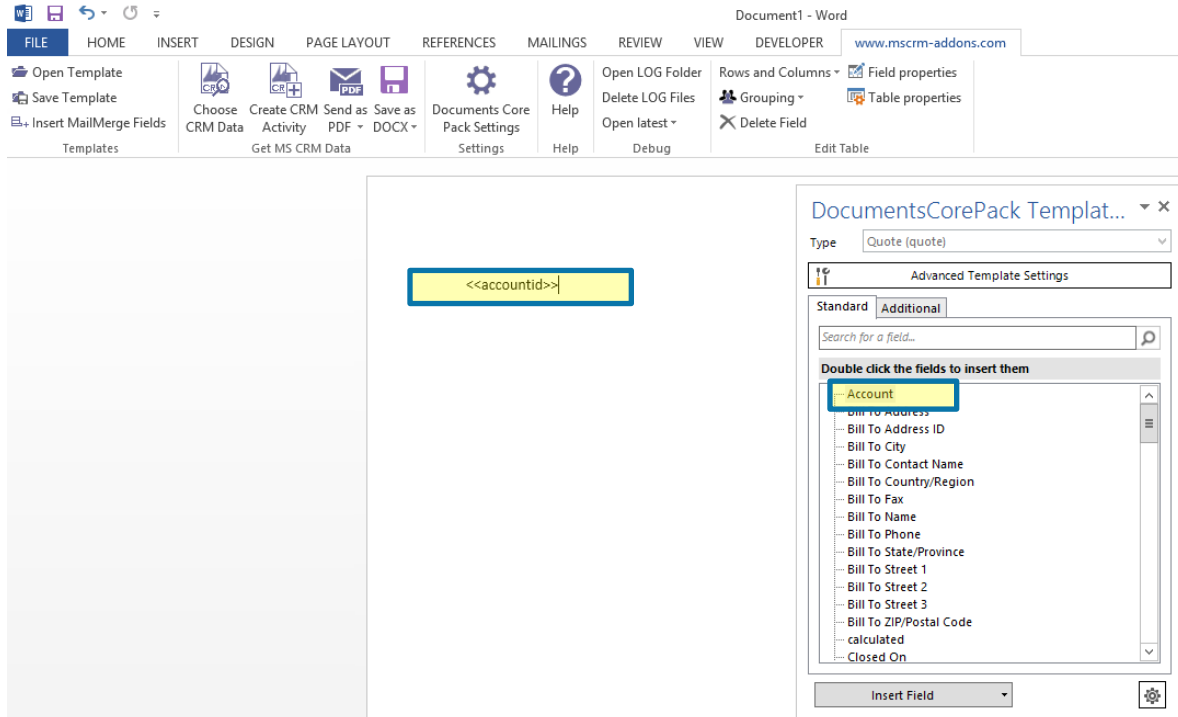 Document1 - Word
FILE HOME INSERT DESIGN PAGE LAYOUT REFERENCES MAILINGS REVIEW VIEW DEVELOPER www.mscrm-addons.com
Open Template
Save Template
Insert MailMerge Fields
Templates
Choose CRM Data
Create CRM Activity
Send as PDF
Save as DOCX
Get MS CRM Data
Documents Core Pack Settings
Settings
Help
Help
Open LOG Folder
Delete LOG Files
Open latest
Debug
Rows and Columns
Grouping
Delete Field
Field properties
Table properties
Edit Table
<<accountid>>
DocumentsCorePack Templat...
Type Quote (quote)
Advanced Template Settings
Standard Additional
Search for a field...
Double click the fields to insert them
Account
Bill To Address
Bill To Address ID
Bill To City
Bill To Contact Name
Bill To Country/Region
Bill To Fax
Bill To Name
Bill To Phone
Bill To State/Province
Bill To Street 1
Bill To Street 2
Bill To Street 3
Bill To ZIP/Postal Code
calculated
Closed On
Insert Field